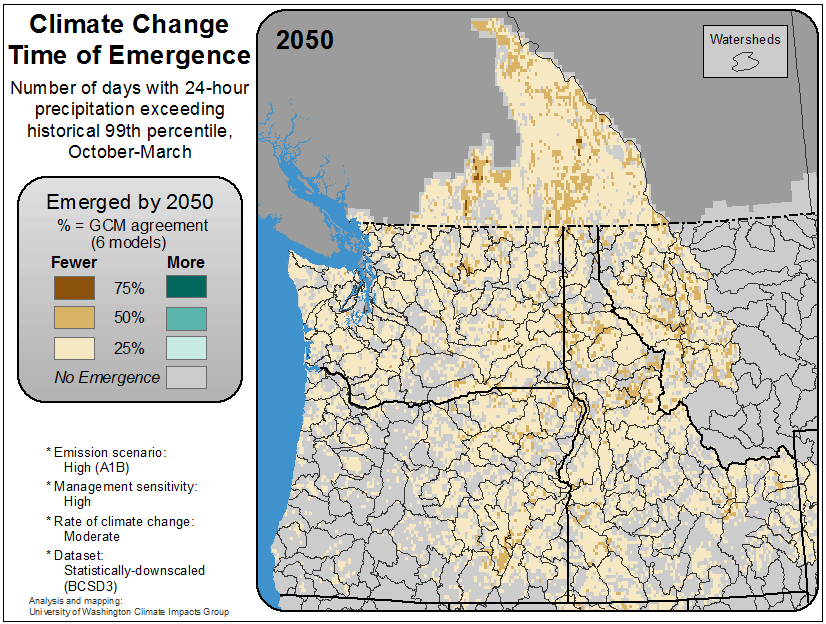 Climate Change
Time of Emergence
Number of days with 24-hour
precipitation exceeding
historical 99th percentile,
October-March
Emerged by 2050
% = GCM agreement
(6 models)
Fewer More
75%
50%
25%
No Emergence
* Emission scenario:
High (A1B)
* Management sensitivity:
High
* Rate of climate change:
Moderate
* Dataset:
Statistically-downscaled
(BCSD3)
Analysis and mapping:
University of Washington Climate Impacts Group
2050
Watersheds